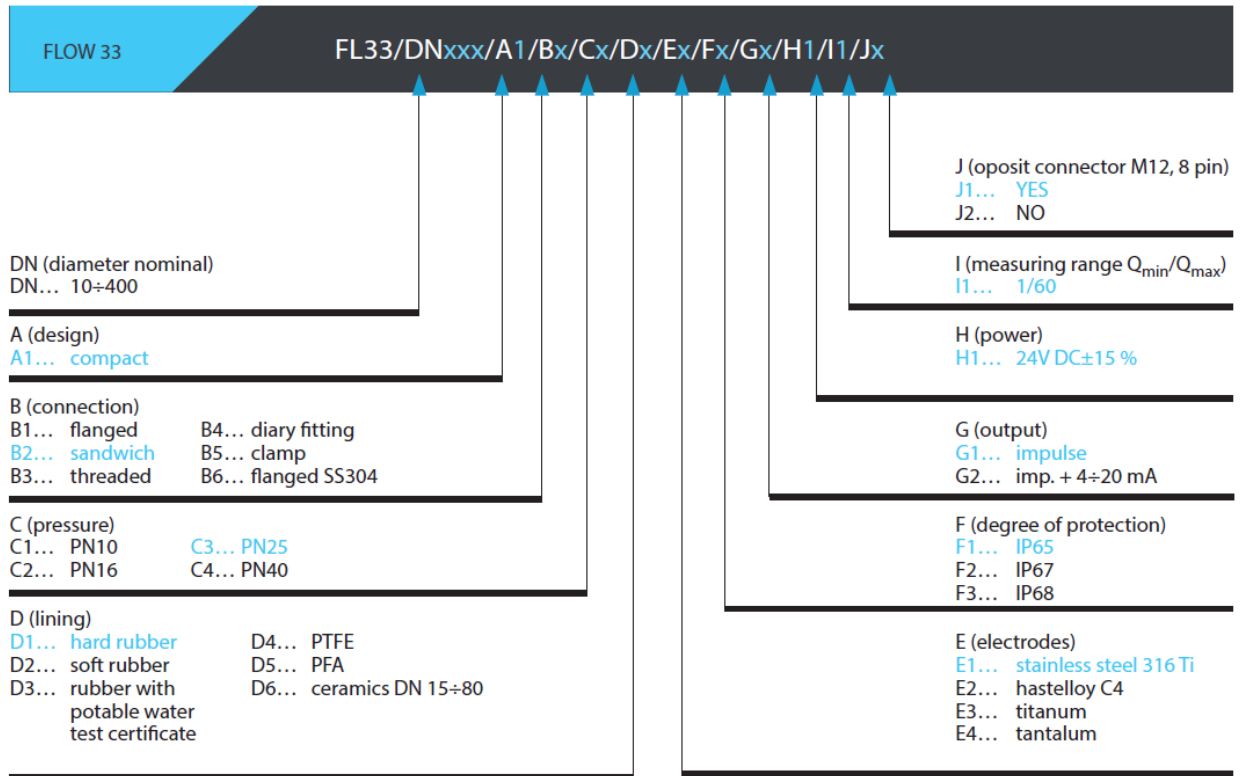 FLOW 33
FL33/DNxxx/A1/Bx/Cx/Dx/Ex/Fx/Gx/H1/I1/Jx
DN (diameter nominal)
DN... 10÷400
A (design)
A1... compact
B (connection)
B1... flanged
B2... sandwich
B3... threaded
B4... diary fitting
B5... clamp
B6... flanged SS304
C (pressure)
C1... PN10
C2... PN16
C3... PN25
C4... PN40
D (lining)
D1... hard rubber
D2... soft rubber
D3... rubber with
potable water
test certificate
D4... PTFE
D5... PFA
D6... ceramics DN 15÷80
J (oposit connector M12, 8 pin)
J1... YES
J2... NO
I (measuring range Qmin/Qmax)
I1... 1/60
H (power)
H1... 24V DC±15 %
G (output)
G1... impulse
G2... imp. + 4÷20 mA
F (degree of protection)
F1... IP65
F2... IP67
F3... IP68
E (electrodes)
E1... stainless steel 316 Ti
E2... hastelloy C4
E3... titanum
E4... tantalum